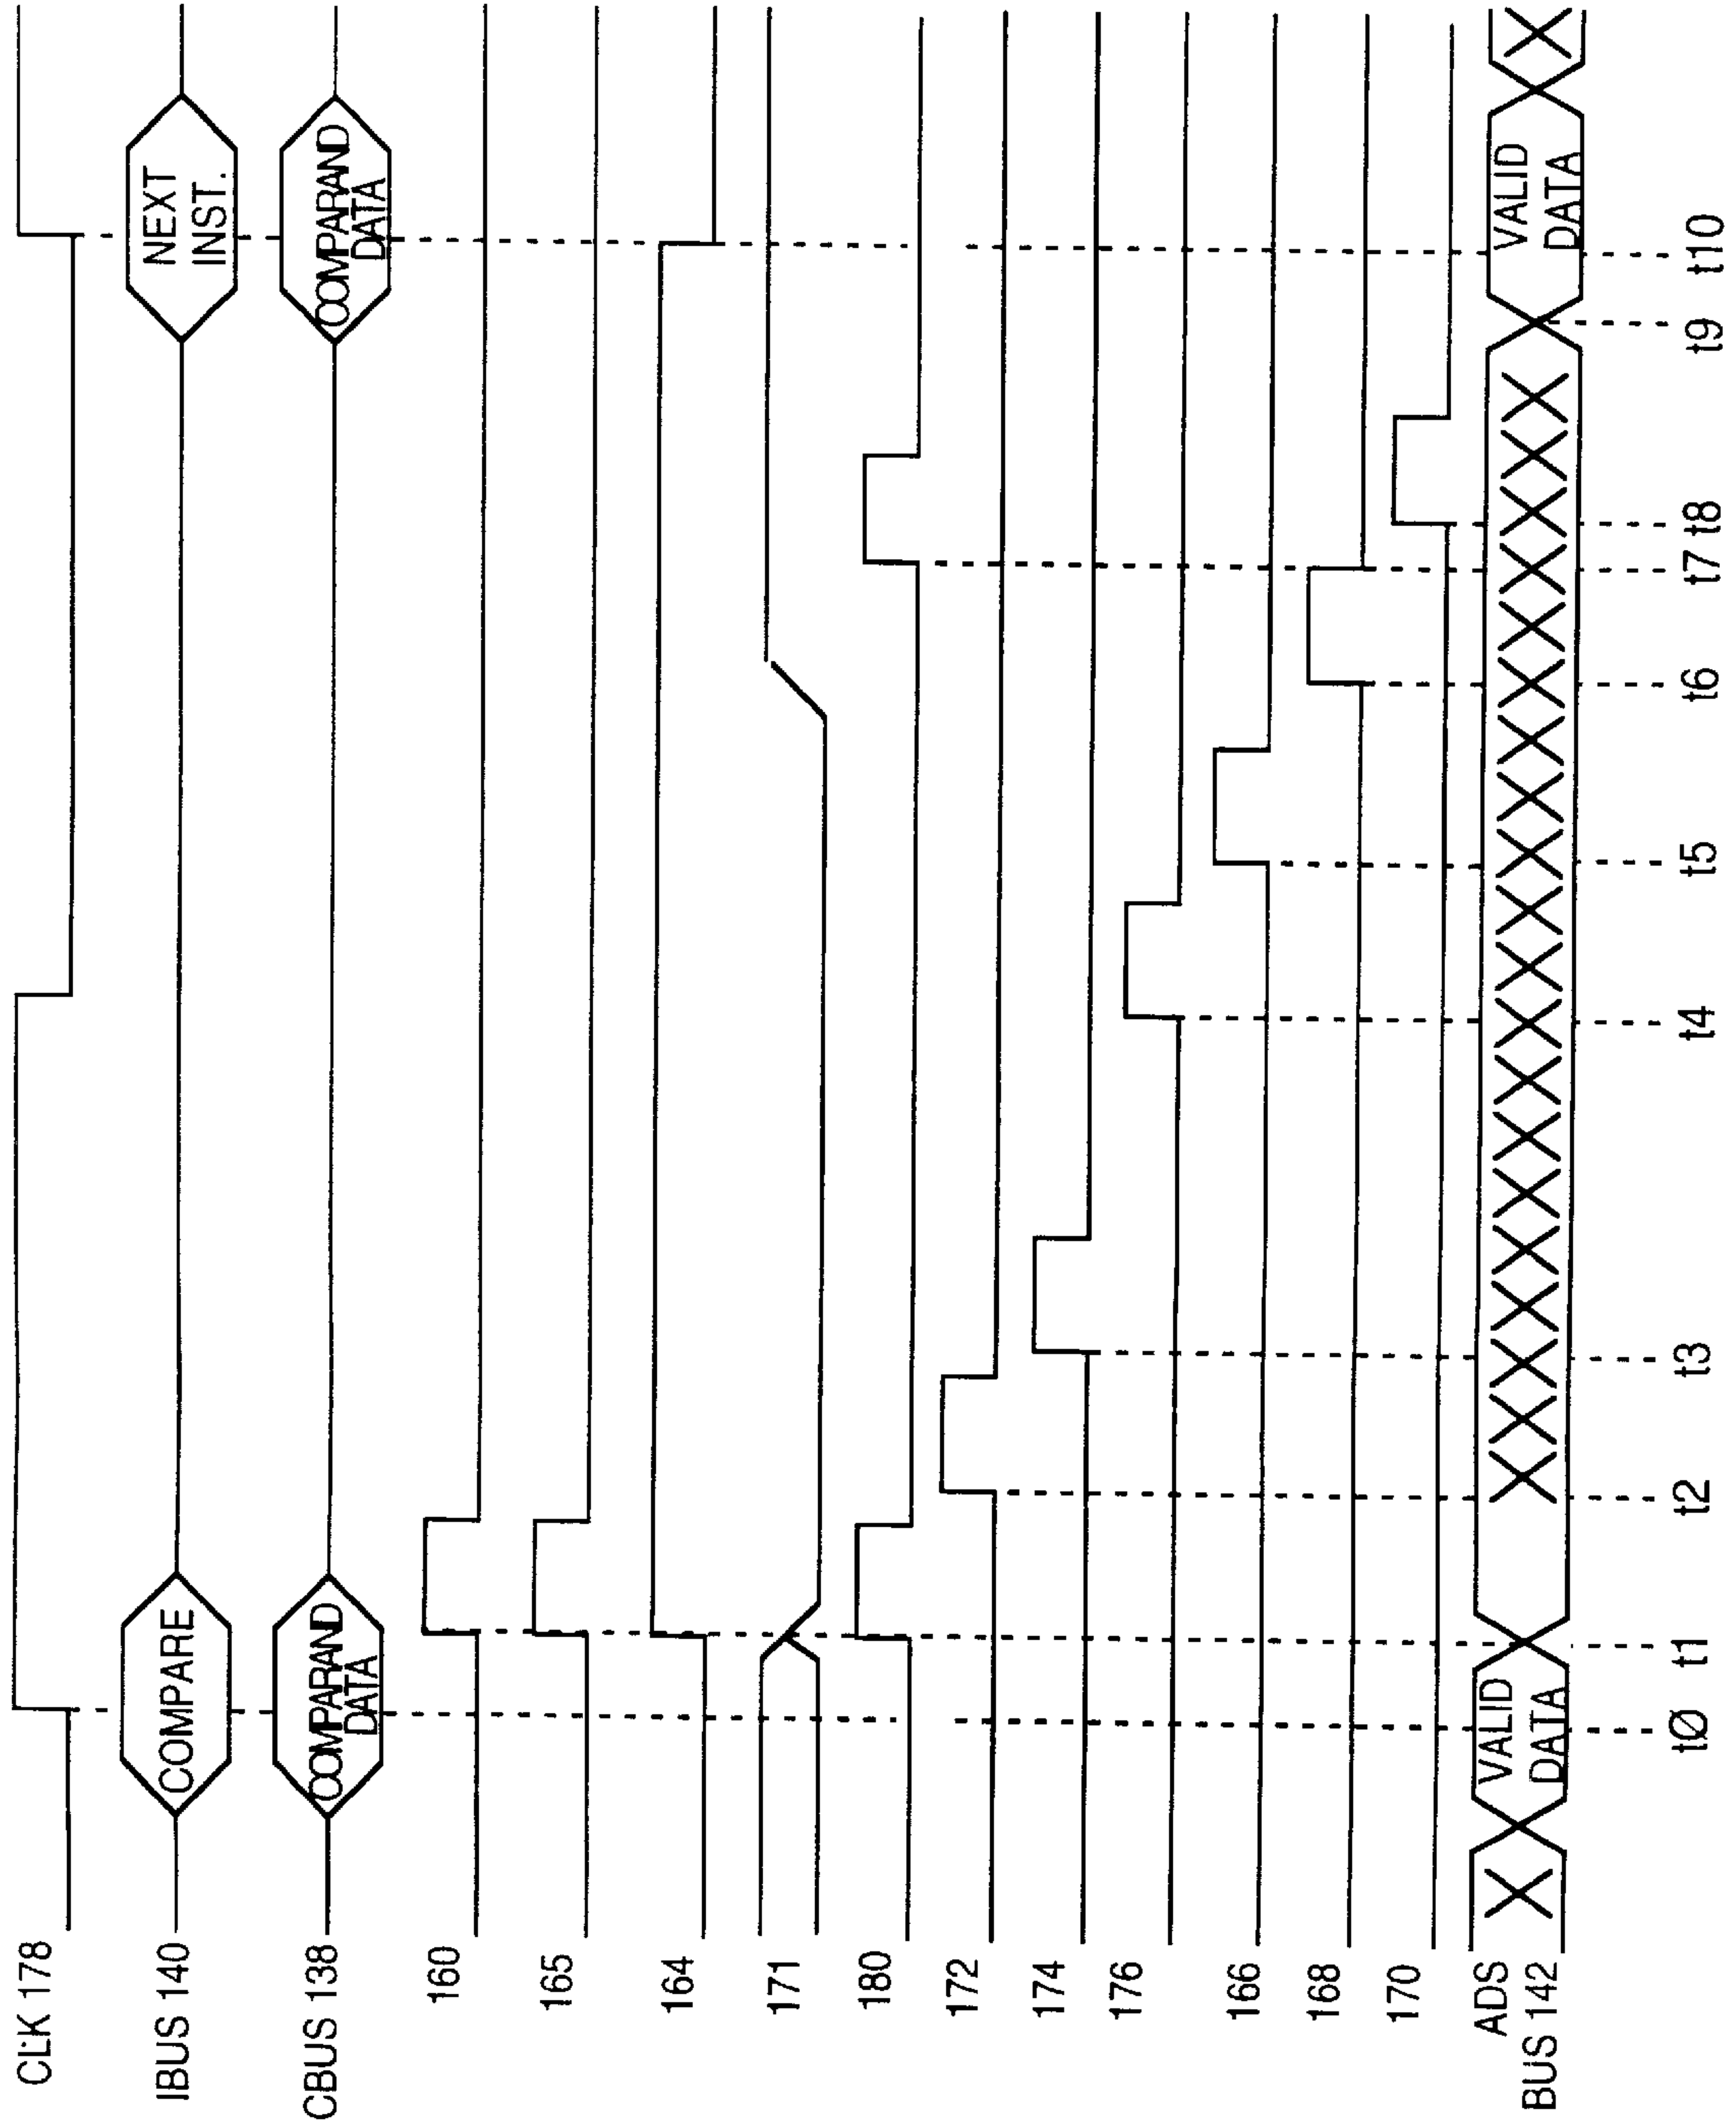 CLK 178
IBUS 140
COMPARE
NEXT
INST.
CBUS 138
COMPARAND
DATA
COMPARAND
DATA
160
165
164
171
180
172
174
176
166
168
170
ADS
BUS 142
VALID
DATA
VALID
DATA
tØ
t1
t2
t3
t4
t5
t6
t7
t8
t9
t10